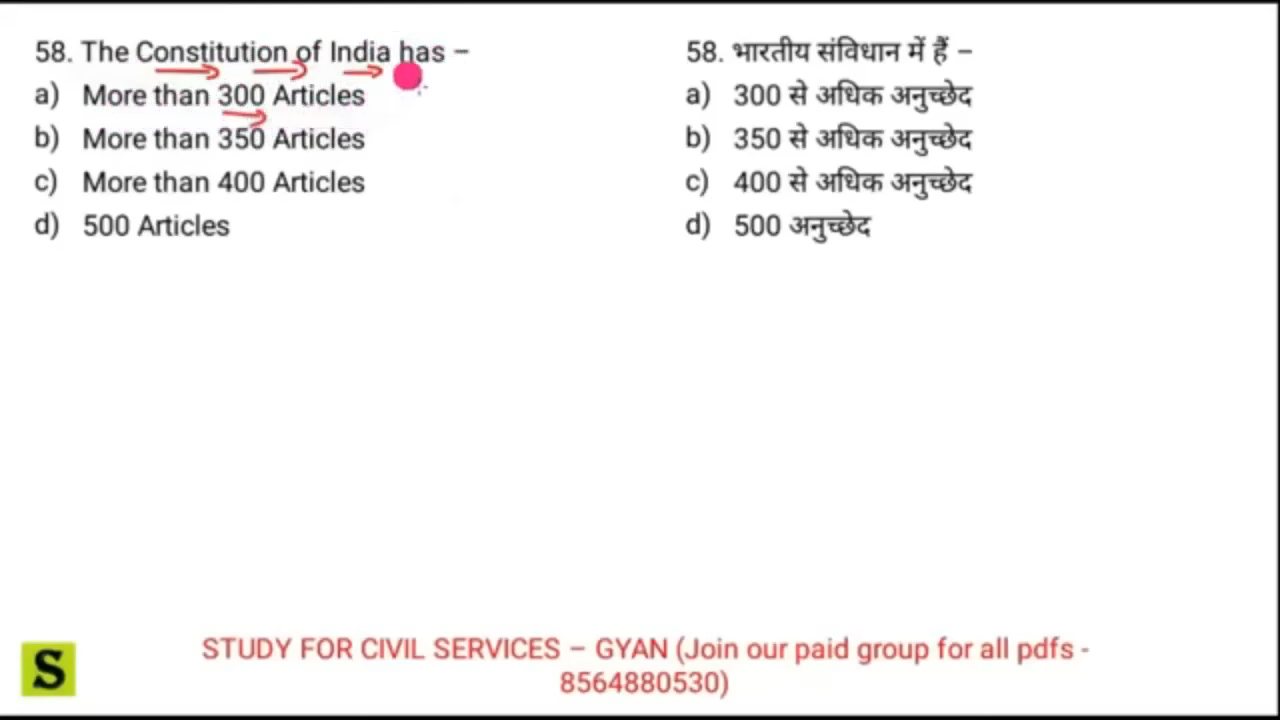 58. The Constitution of India has –
a) More than 300 Articles
b) More than 350 Articles
c) More than 400 Articles
d) 500 Articles
58. भारतीय संविधान में हैं –
a) 300 से अधिक अनुच्छेद
b) 350 से अधिक अनुच्छेद
c) 400 से अधिक अनुच्छेद
d) 500 अनुच्छेद
S
STUDY FOR CIVIL SERVICES – GYAN (Join our paid group for all pdfs -
8564880530)